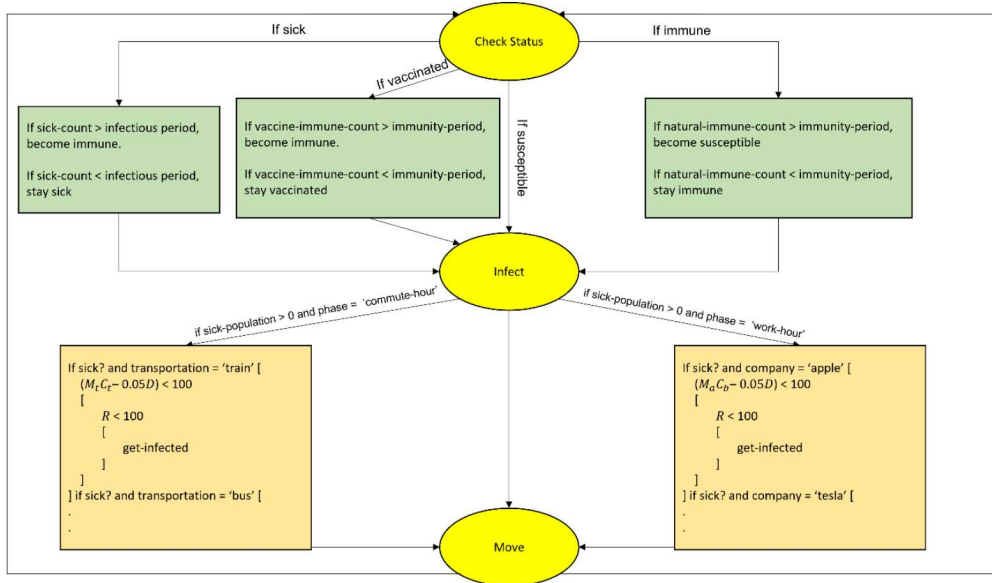 Check Status
If sick
If vaccinated
If susceptible
If immune
If sick-count > infectious period,
become immune.
If sick-count < infectious period,
stay sick
If vaccine-immune-count > immunity-period,
become immune.
If vaccine-immune-count < immunity-period,
stay vaccinated
If natural-immune-count > immunity-period,
become susceptible
If natural-immune-count < immunity-period,
stay immune
Infect
if sick-population > 0 and phase = 'commute-hour'
if sick-population > 0 and phase = 'work-hour'
If sick? and transportation = 'train' [
(MₜCₜ– 0.05D) < 100
[
R < 100
[
get-infected
]
]
] if sick? and transportation = 'bus' [
.
.
If sick? and company = 'apple' [
(MₐC_b– 0.05D) < 100
[
R < 100
[
get-infected
]
]
] if sick? and company = 'tesla' [
.
.
Move